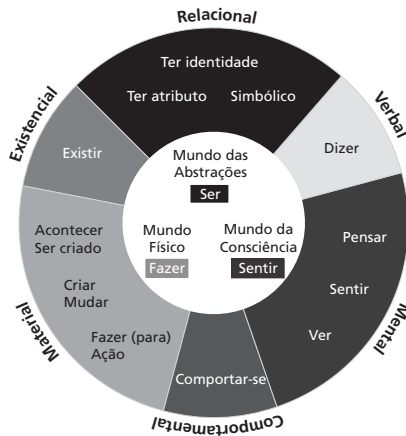 Relacional
Ter identidade
Ter atributo
Simbólico
Verbal
Dizer
Existencial
Existir
Mundo das
Abstrações
Ser
Mundo
Físico
Fazer
Mundo da
Consciência
Sentir
Pensar
Sentir
Ver
Mental
Acontecer
Ser criado
Criar
Mudar
Fazer (para)
Ação
Material
Comportar-se
Comportamental